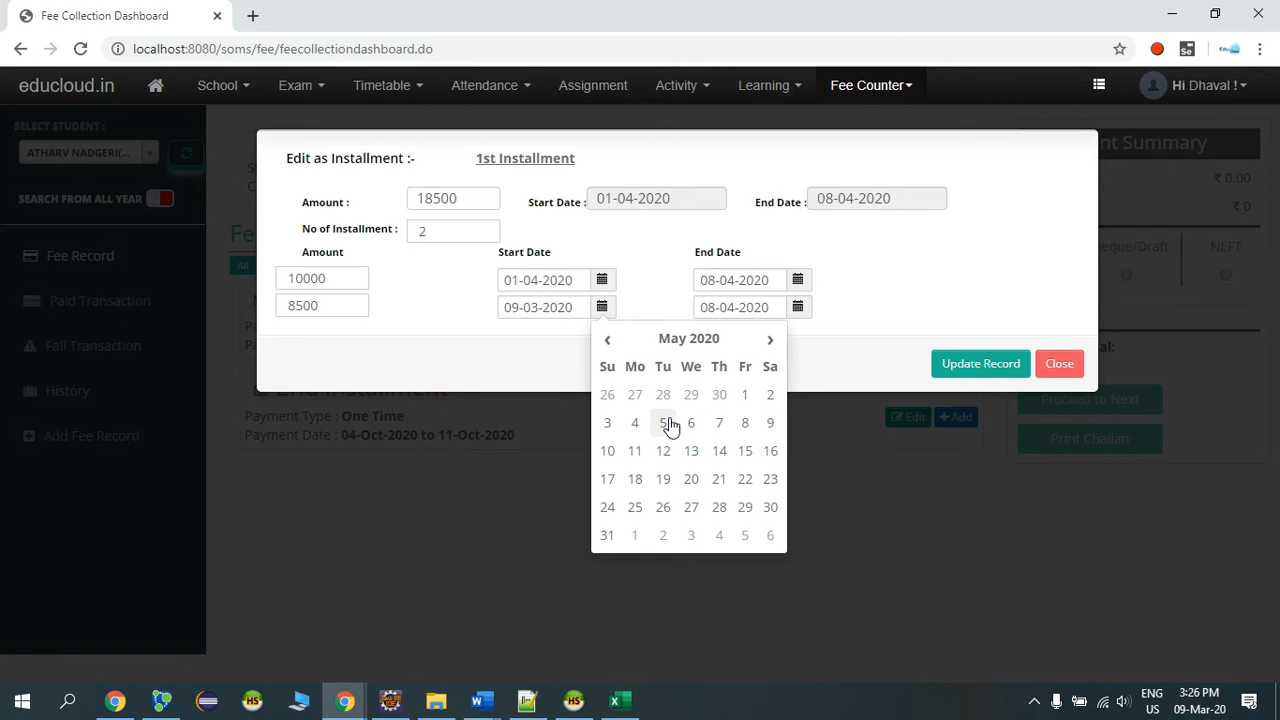 Fee Collection Dashboard
localhost:8080/soms/fee/feecollectiondashboard.do
educloud.in School Exam Timetable Attendance Assignment Activity Learning Fee Counter Hi Dhaval !
SELECT STUDENT :
ATHARV NADGERI(...
SEARCH FROM ALL YEAR
Fee Record
Paid Transaction
Fail Transaction
History
Add Fee Record
Edit as Installment :- 1st Installment
Amount : 18500 Start Date : 01-04-2020 End Date : 08-04-2020
No of Installment : 2
Amount Start Date End Date
10000 01-04-2020 08-04-2020
8500 09-03-2020 08-04-2020
‹ May 2020 ›
Su Mo Tu We Th Fr Sa
26 27 28 29 30 1 2
3 4 5 6 7 8 9
10 11 12 13 14 15 16
17 18 19 20 21 22 23
24 25 26 27 28 29 30
31 1 2 3 4 5 6
Update Record Close
Payment Type : One Time
Payment Date : 04-Oct-2020 to 11-Oct-2020
Edit + Add
Summary
₹ 0.00
₹ 0
NEFT
Proceed to Next
Print Challan
ENG
US
3:26 PM
09-Mar-20